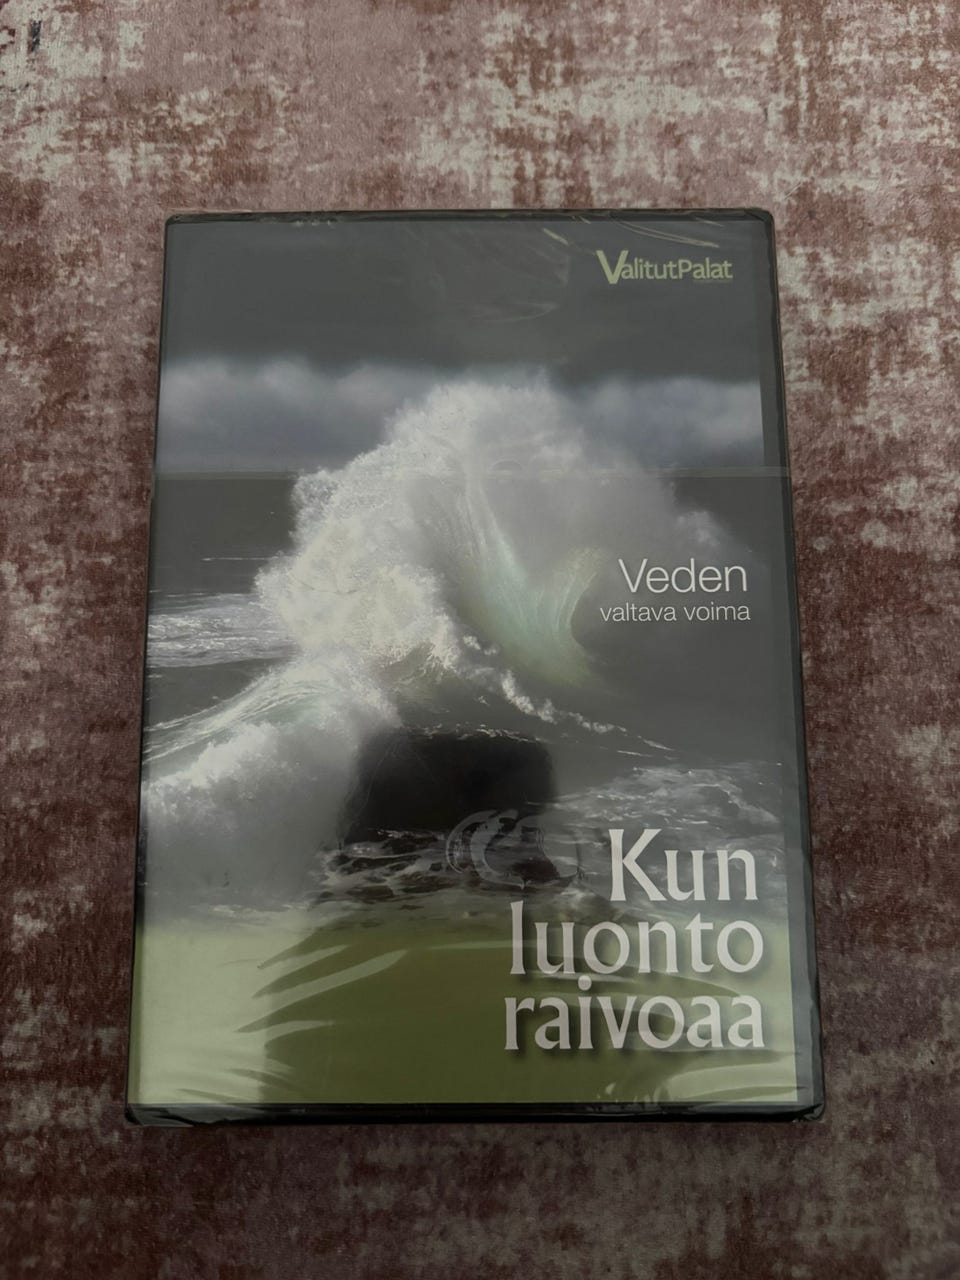 ValitutPalat
Veden
valtava voima
Kun
luonto
raivoaa